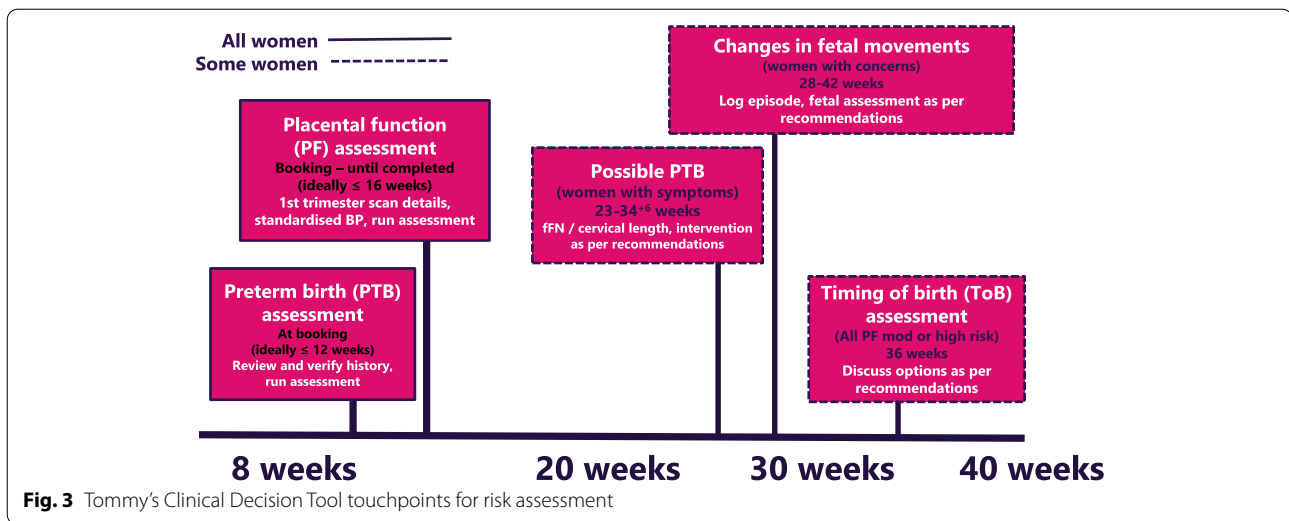 All women
Some women
Changes in fetal movements
(women with concerns)
28-42 weeks
Log episode, fetal assessment as per
recommendations
Placental function
(PF) assessment
Booking – until completed
(ideally ≤ 16 weeks)
1st trimester scan details,
standardised BP, run assessment
Possible PTB
(women with symptoms)
23-34⁺⁶ weeks
fFN / cervical length, intervention
as per recommendations
Preterm birth (PTB)
assessment
At booking
(ideally ≤ 12 weeks)
Review and verify history,
run assessment
Timing of birth (ToB)
assessment
(All PF mod or high risk)
36 weeks
Discuss options as per
recommendations
8 weeks
20 weeks
30 weeks
40 weeks
Fig. 3 Tommy’s Clinical Decision Tool touchpoints for risk assessment